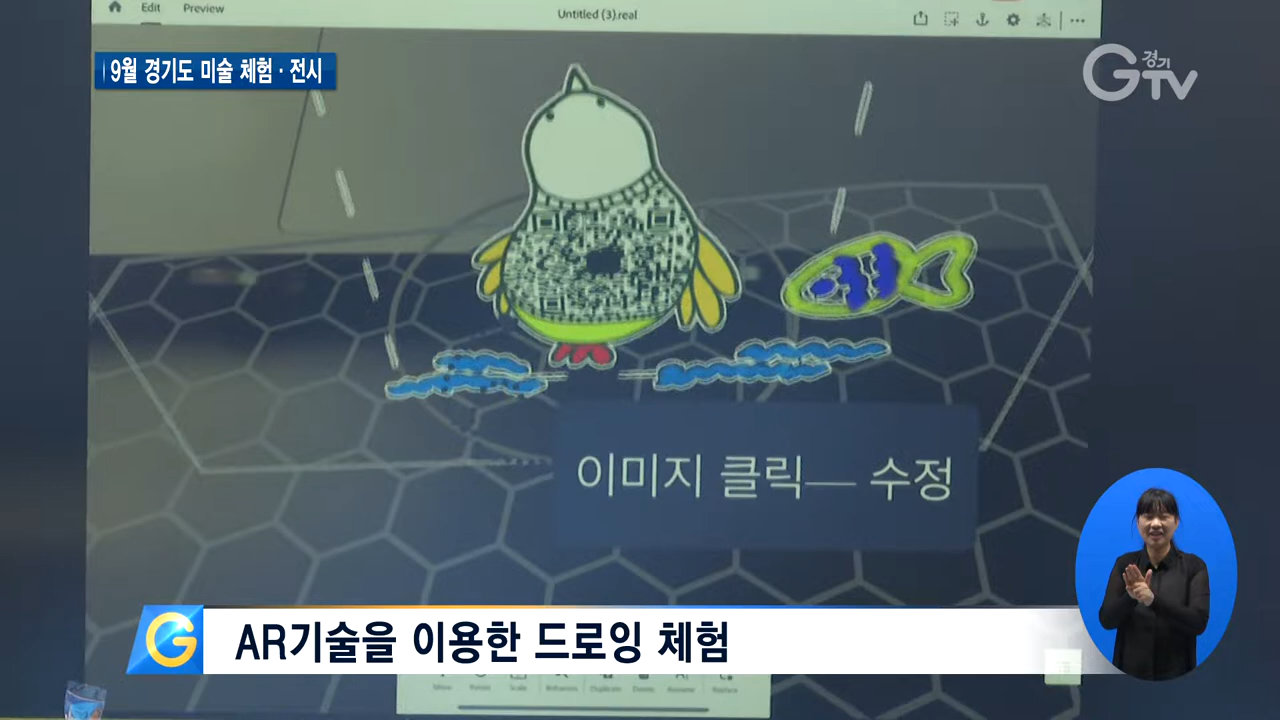 Edit Preview
Untitled (3).real
9월 경기도 미술 체험·전시
경기
GTV
이미지 클릭— 수정
G
AR기술을 이용한 드로잉 체험